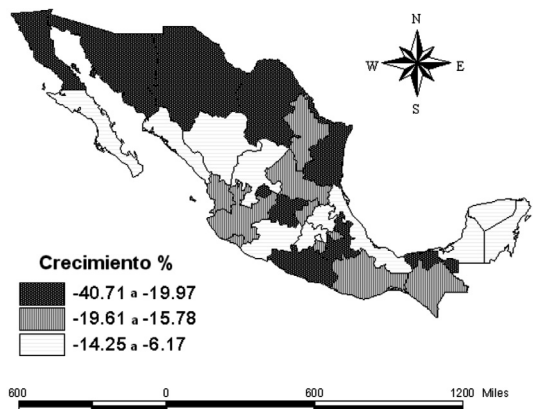 N
W E
S
Crecimiento %
-40.71 a -19.97
-19.61 a -15.78
-14.25 a -6.17
600 0 600 1200 Miles